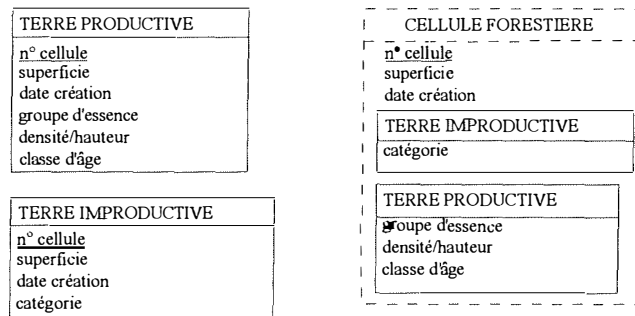 TERRE PRODUCTIVE
n° cellule
superficie
date création
groupe d'essence
densité/hauteur
classe d'âge
TERRE IMPRODUCTIVE
n° cellule
superficie
date création
catégorie
CELLULE FORESTIERE
n• cellule
superficie
date création
TERRE IMPRODUCTIVE
catégorie
TERRE PRODUCTIVE
groupe d'essence
densité/hauteur
classe d'âge